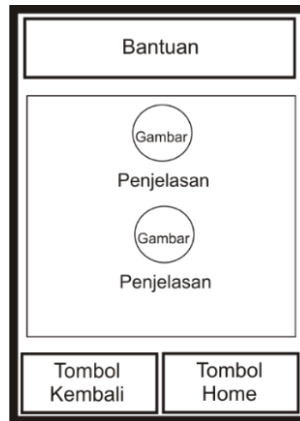 Bantuan
Gambar
Penjelasan
Gambar
Penjelasan
Tombol
Kembali
Tombol
Home